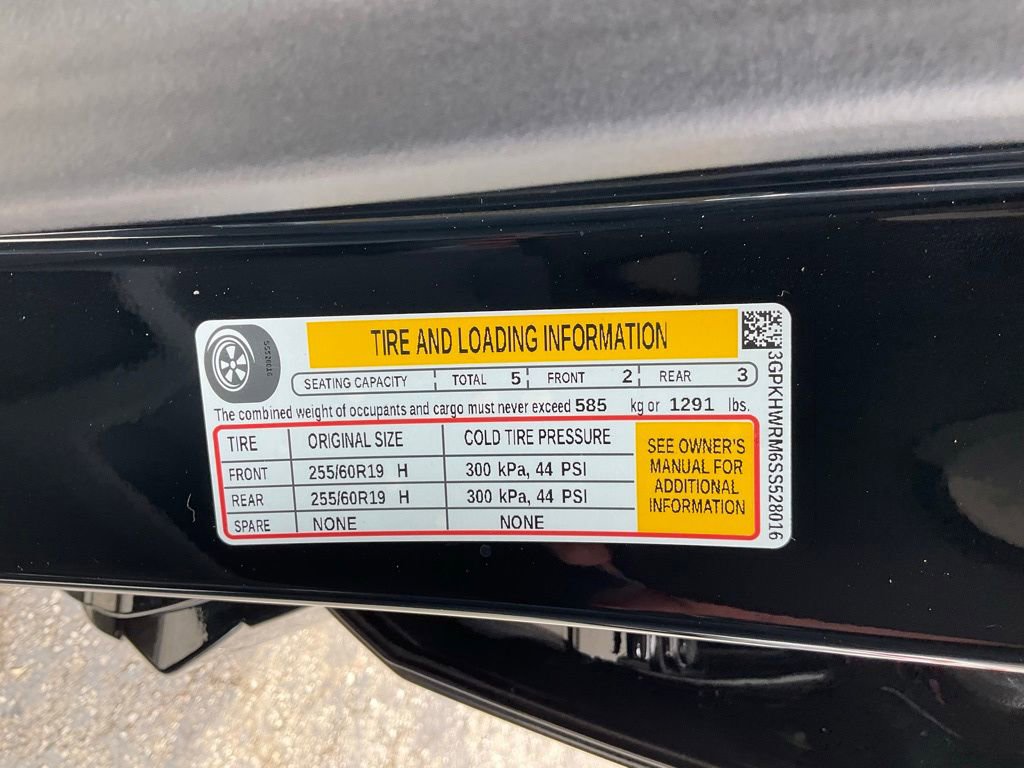 TIRE AND LOADING INFORMATION
SEATING CAPACITY TOTAL 5 FRONT 2 REAR 3
The combined weight of occupants and cargo must never exceed 585 kg or 1291 lbs.
TIRE ORIGINAL SIZE COLD TIRE PRESSURE
FRONT 255/60R19 H 300 kPa, 44 PSI
REAR 255/60R19 H 300 kPa, 44 PSI
SPARE NONE NONE
SEE OWNER'S
MANUAL FOR
ADDITIONAL
INFORMATION
3GPKHWRM6SS528016